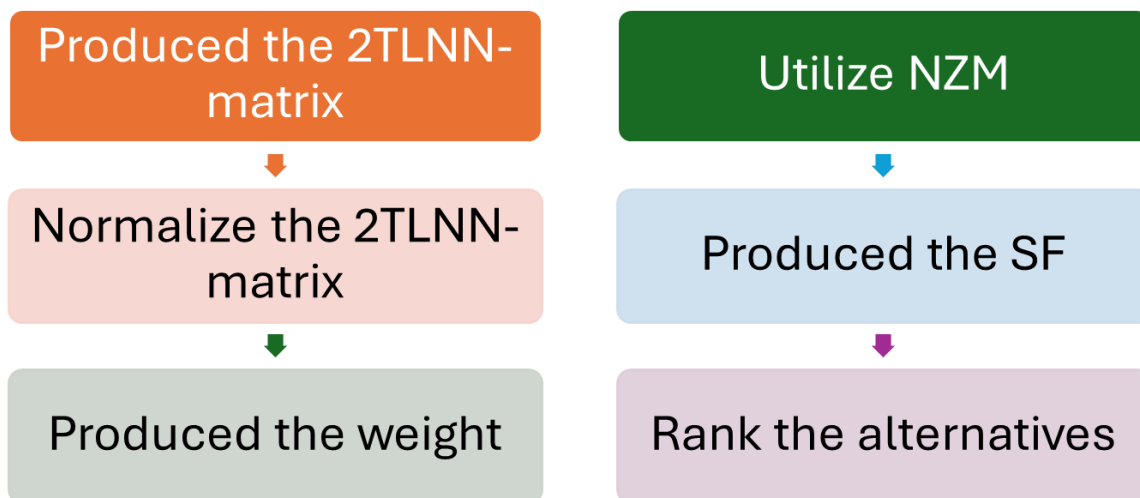 Produced the 2TLNN-
matrix
Normalize the 2TLNN-
matrix
Produced the weight
Utilize NZM
Produced the SF
Rank the alternatives